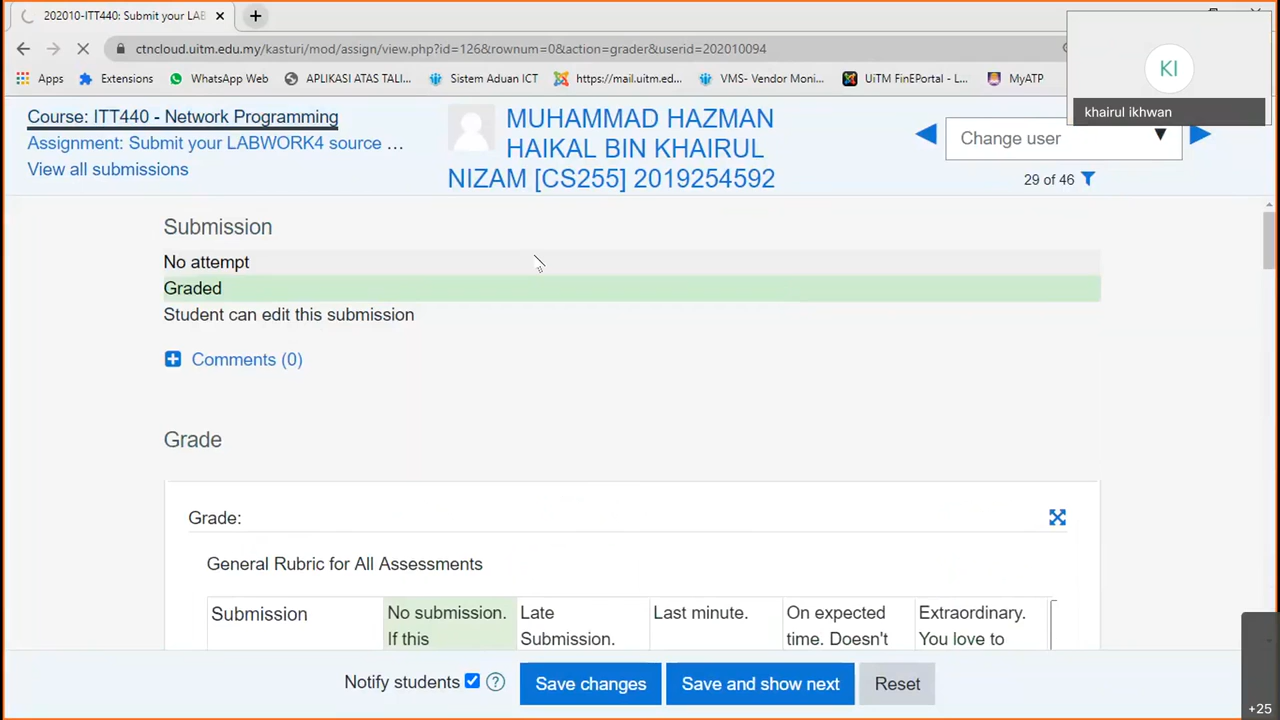 202010-ITT440: Submit your LAB
ctncloud.uitm.edu.my/kasturi/mod/assign/view.php?id=126&rownum=0&action=grader&userid=202010094
Apps Extensions WhatsApp Web APLIKASI ATAS TALI... Sistem Aduan ICT https://mail.uitm.ed... VMS- Vendor Moni... UiTM FinEPortal - L... MyATP
KI
khairul ikhwan
Course: ITT440 - Network Programming
Assignment: Submit your LABWORK4 source ...
View all submissions
MUHAMMAD HAZMAN
HAIKAL BIN KHAIRUL
NIZAM [CS255] 2019254592
Change user
29 of 46
Submission
No attempt
Graded
Student can edit this submission
Comments (0)
Grade
Grade:
General Rubric for All Assessments
Submission
No submission.
If this
Late
Submission.
Last minute.
On expected
time. Doesn't
Extraordinary.
You love to
Notify students
Save changes
Save and show next
Reset
+25